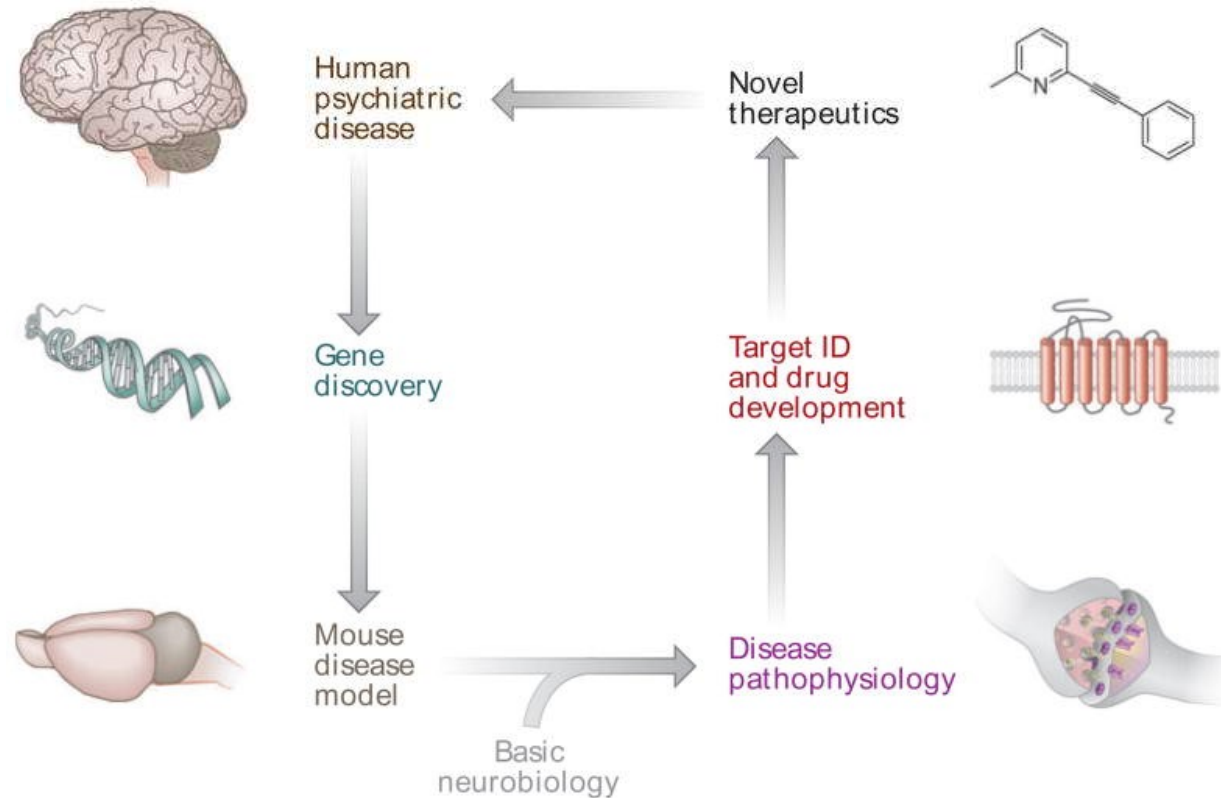 Human
psychiatric
disease
Novel
therapeutics
N
Gene
discovery
Target ID
and drug
development
Mouse
disease
model
Disease
pathophysiology
Basic
neurobiology